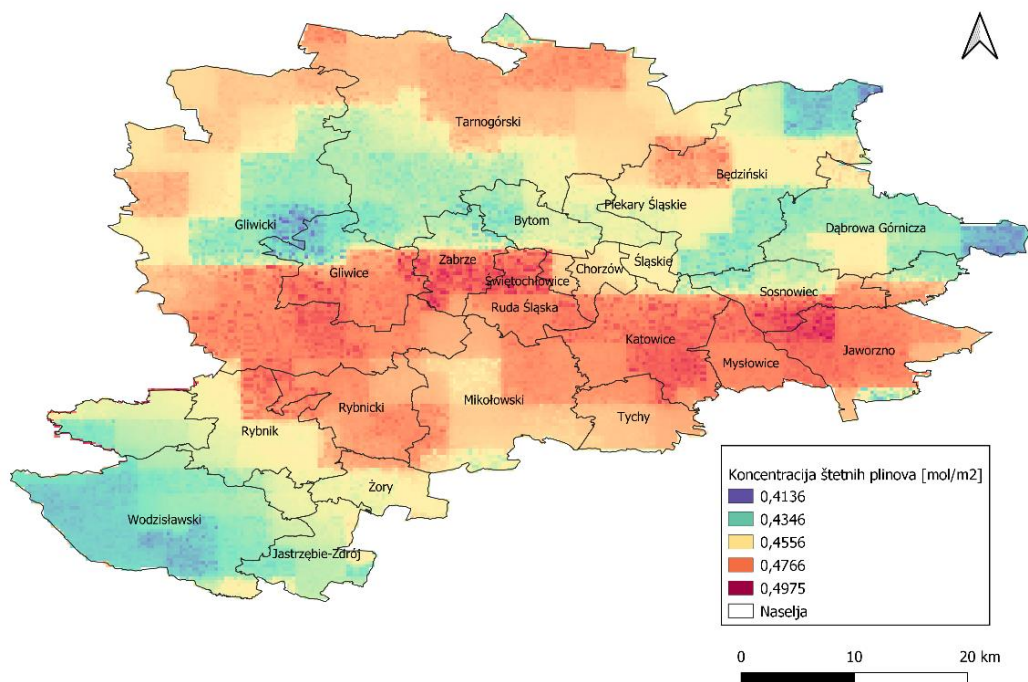 Tarnogórski
Będziński
Piekary Śląskie
Bytom
Gliwicki
Dąbrowa Górnicza
Zabrze
Chorzów
Śląskie
Gliwice
Świętochłowice
Sosnowiec
Ruda Śląska
Katowice
Jaworzno
Mysłowice
Mikołowski
Rybnicki
Tychy
Rybnik
Żory
Wodzisławski
Jastrzębie-Zdrój
Koncentracija štetnih plinova [mol/m2]
0,4136
0,4346
0,4556
0,4766
0,4975
Naselja
0 10 20 km